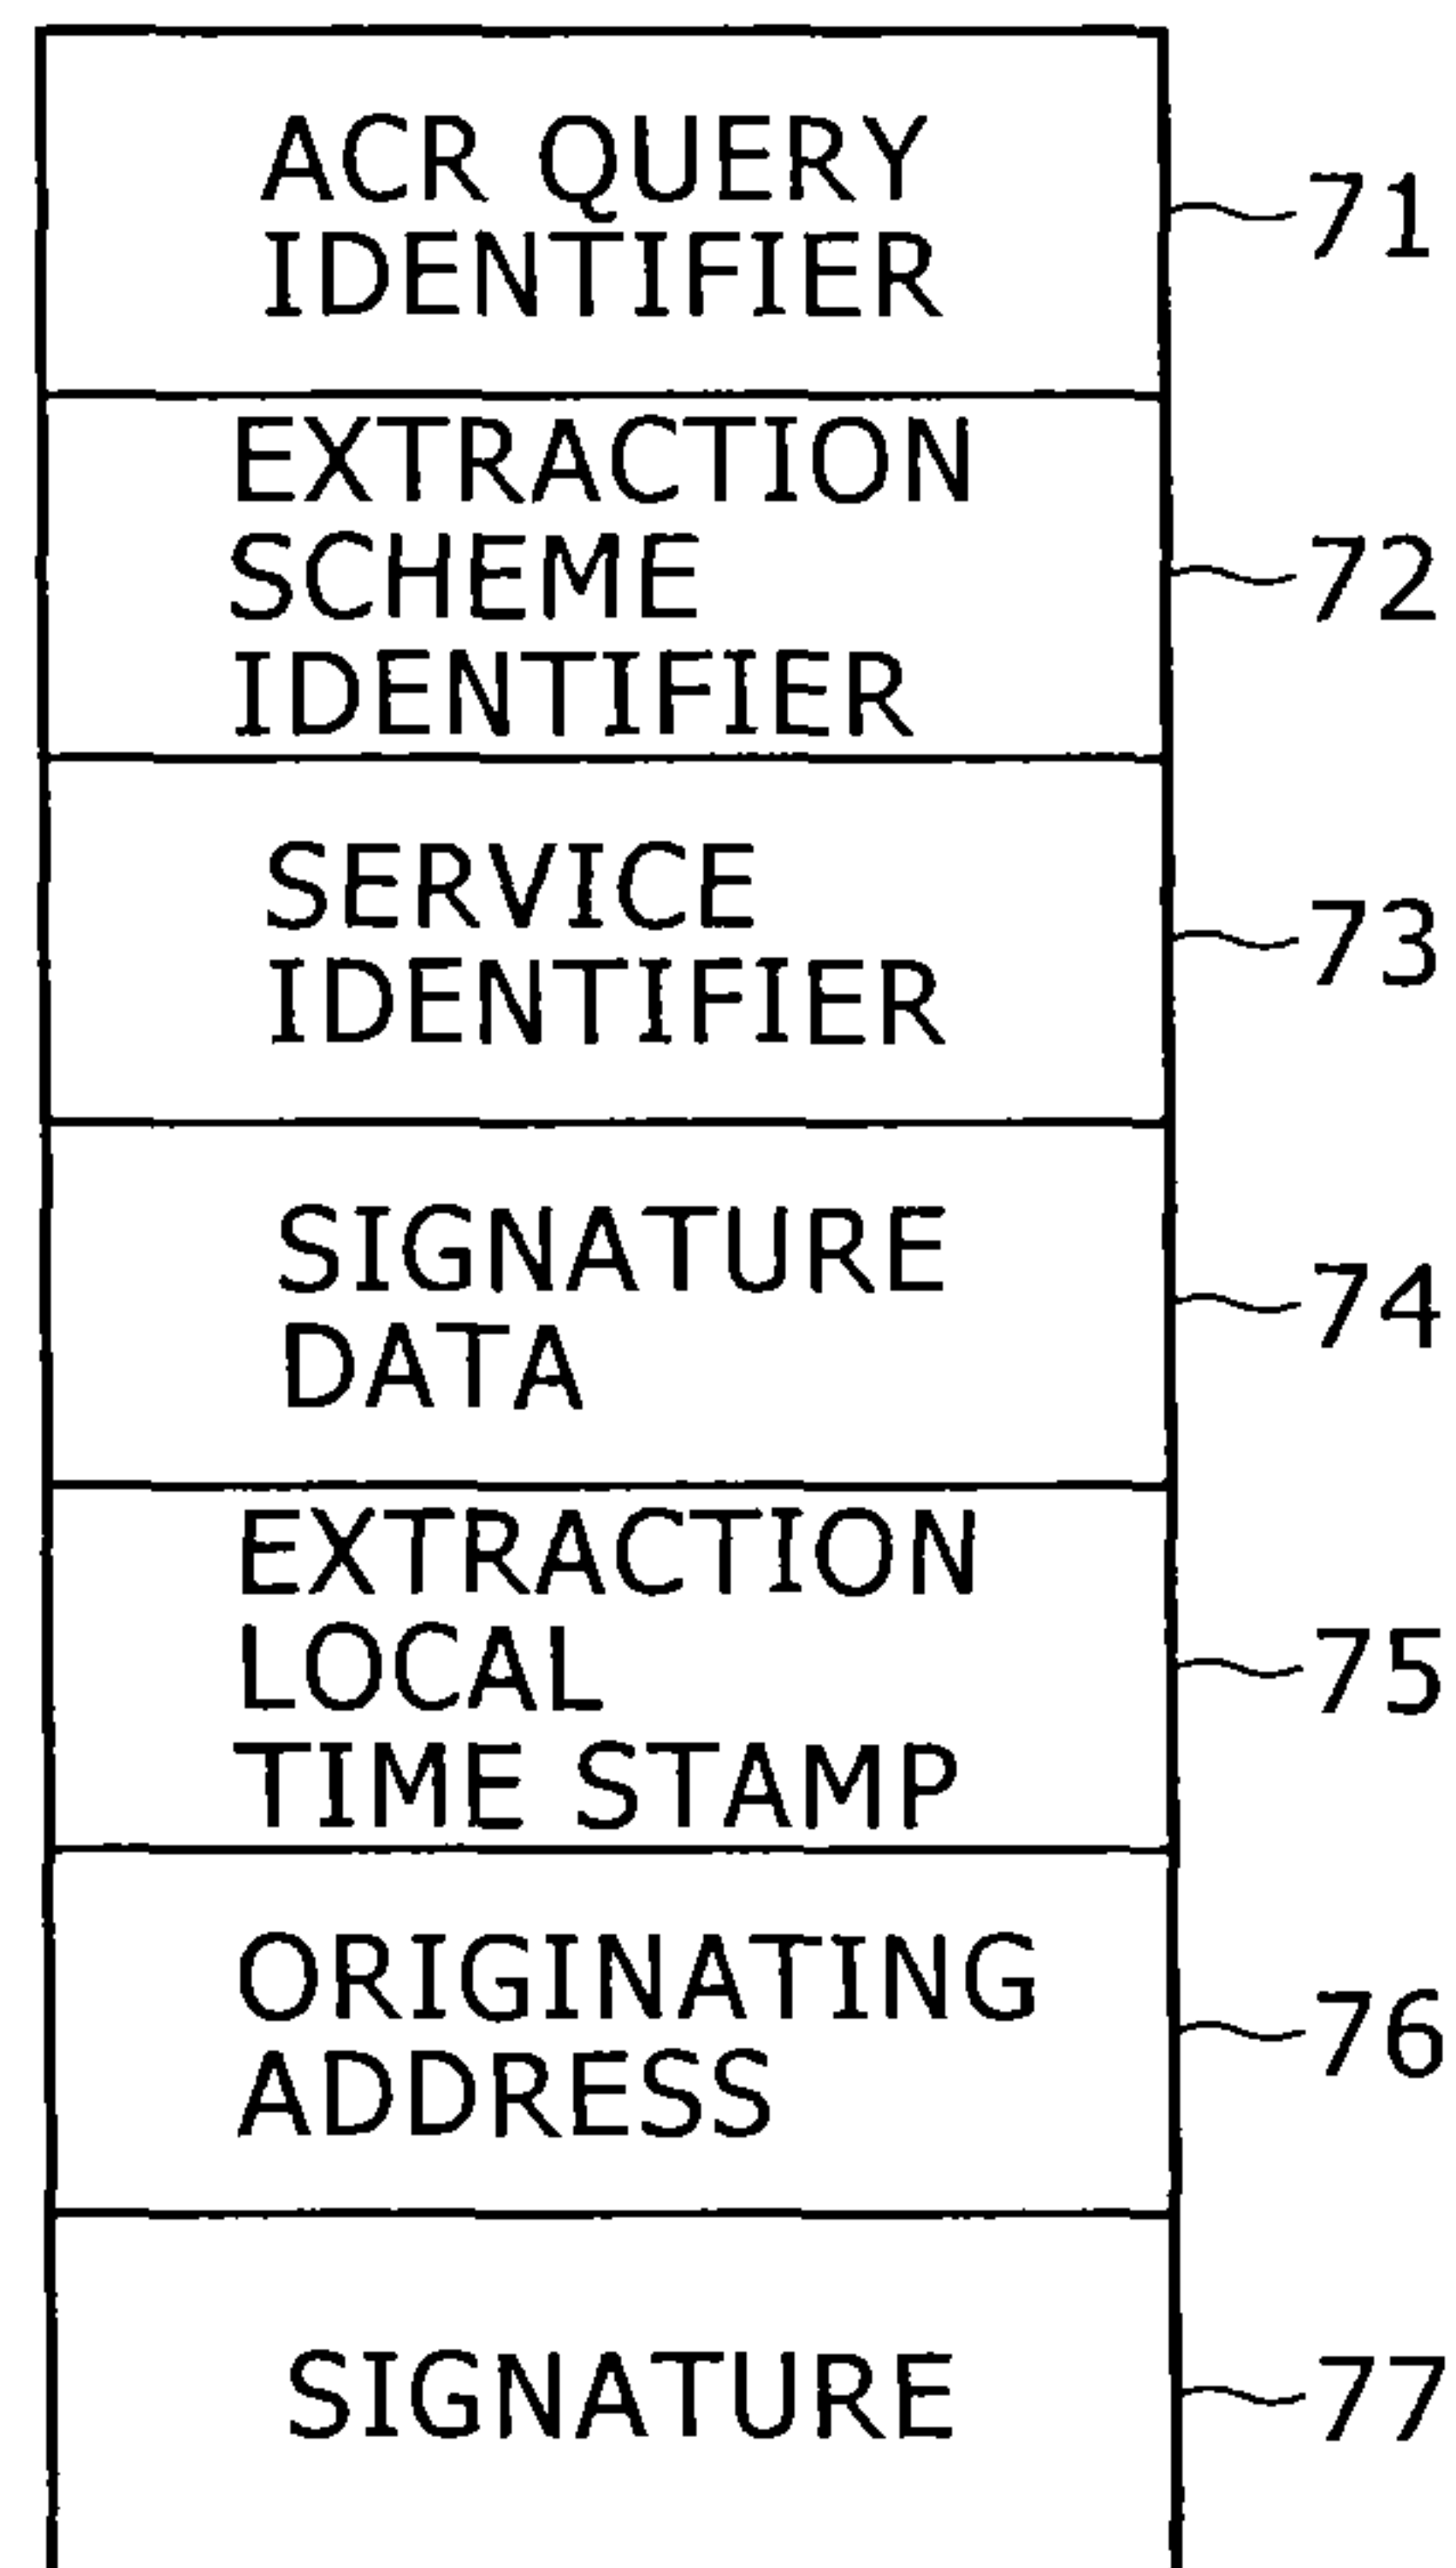 ACR QUERY
IDENTIFIER
71
EXTRACTION
SCHEME
IDENTIFIER
72
SERVICE
IDENTIFIER
73
SIGNATURE
DATA
74
EXTRACTION
LOCAL
TIME STAMP
75
ORIGINATING
ADDRESS
76
SIGNATURE
77